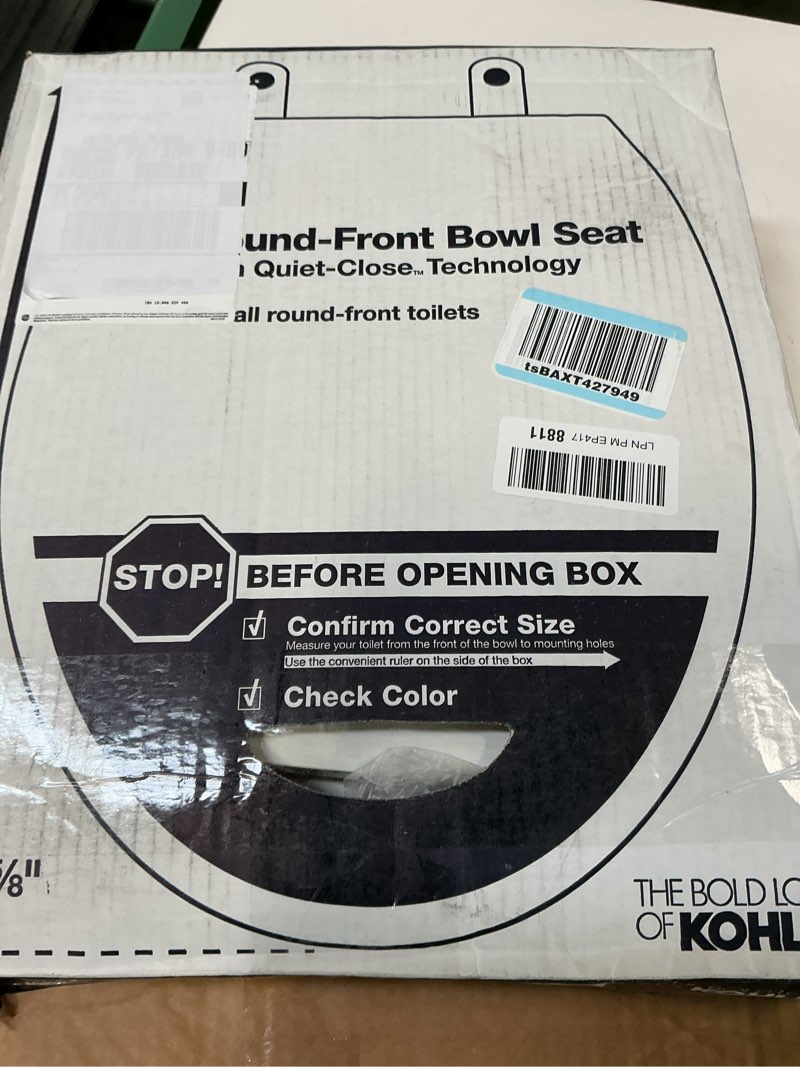 und-Front Bowl Seat
Quiet-Close™ Technology
all round-front toilets
tsBAXT427949
LPN PM EP417 8811
STOP!
BEFORE OPENING BOX
Confirm Correct Size
Measure your toilet from the front of the bowl to mounting holes
Use the convenient ruler on the side of the box
Check Color
/8"
THE BOLD LO
OF KOHL